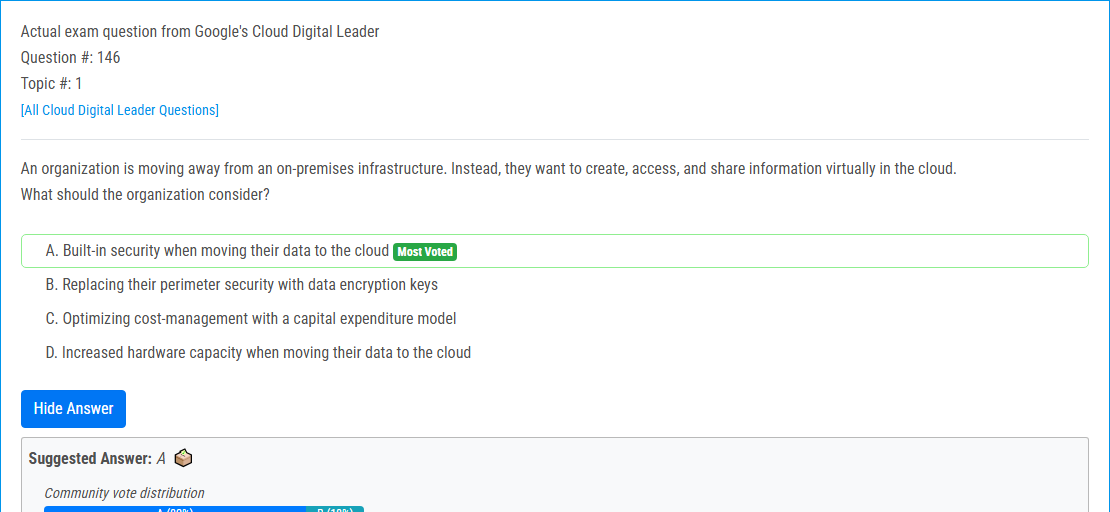 Actual exam question from Google's Cloud Digital Leader
Question #: 146
Topic #: 1
[All Cloud Digital Leader Questions]
An organization is moving away from an on-premises infrastructure. Instead, they want to create, access, and share information virtually in the cloud.
What should the organization consider?
A. Built-in security when moving their data to the cloud Most Voted
B. Replacing their perimeter security with data encryption keys
C. Optimizing cost-management with a capital expenditure model
D. Increased hardware capacity when moving their data to the cloud
Hide Answer
Suggested Answer: A
Community vote distribution